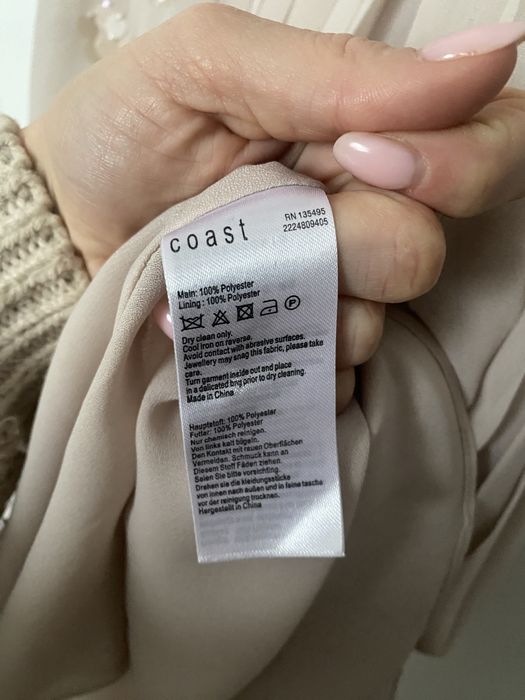 coast
RN 135495
2224809405
Main: 100% Polyester
Lining : 100% Polyester
P
Dry clean only.
Cool iron on reverse.
Avoid contact with abrasive surfaces.
Jewellery may snag this fabric, please take
care.
Turn garment inside out and place
in a delicated bag prior to dry cleaning.
Made in China
Hauptstoff: 100% Polyester
Futter: 100% Polyester
Nur chemisch reinigen.
Von links kalt bügeln.
Den Kontakt mit rauen Oberflächen
Vermeiden. Schmuck kann an
Diesem Stoff Fäden ziehen.
Seien Sie bitte vorsichtig.
Drehen sie die kleidungsstücke
von innen nach außen und in feine tascha
vor der reinigung trocknan.
Hergestellt in China